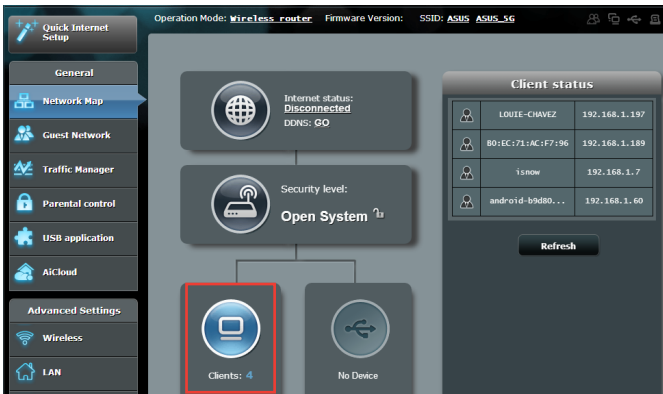 Operation Mode: Wireless router Firmware Version: SSID: ASUS ASUS_5G
Quick Internet
Setup
General
Network Map
Guest Network
Traffic Manager
Parental control
USB application
AiCloud
Advanced Settings
Wireless
LAN
Internet status:
Disconnected
DDNS: GO
Security level:
Open System
Clients: 4
No Device
Client status
LOUIE-CHAVEZ 192.168.1.197
B0:EC:71:AC:F7:96 192.168.1.189
isnow 192.168.1.7
android-b9d80... 192.168.1.60
Refresh